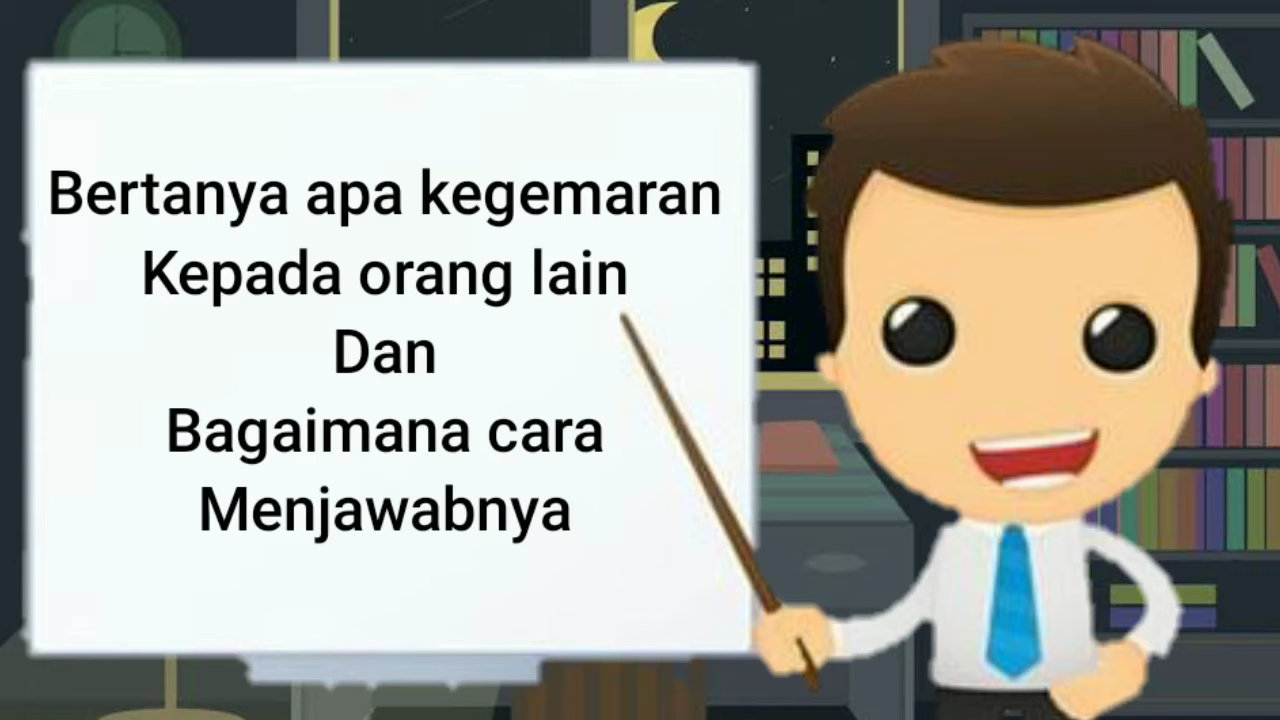 Bertanya apa kegemaran
Kepada orang lain
Dan
Bagaimana cara
Menjawabnya